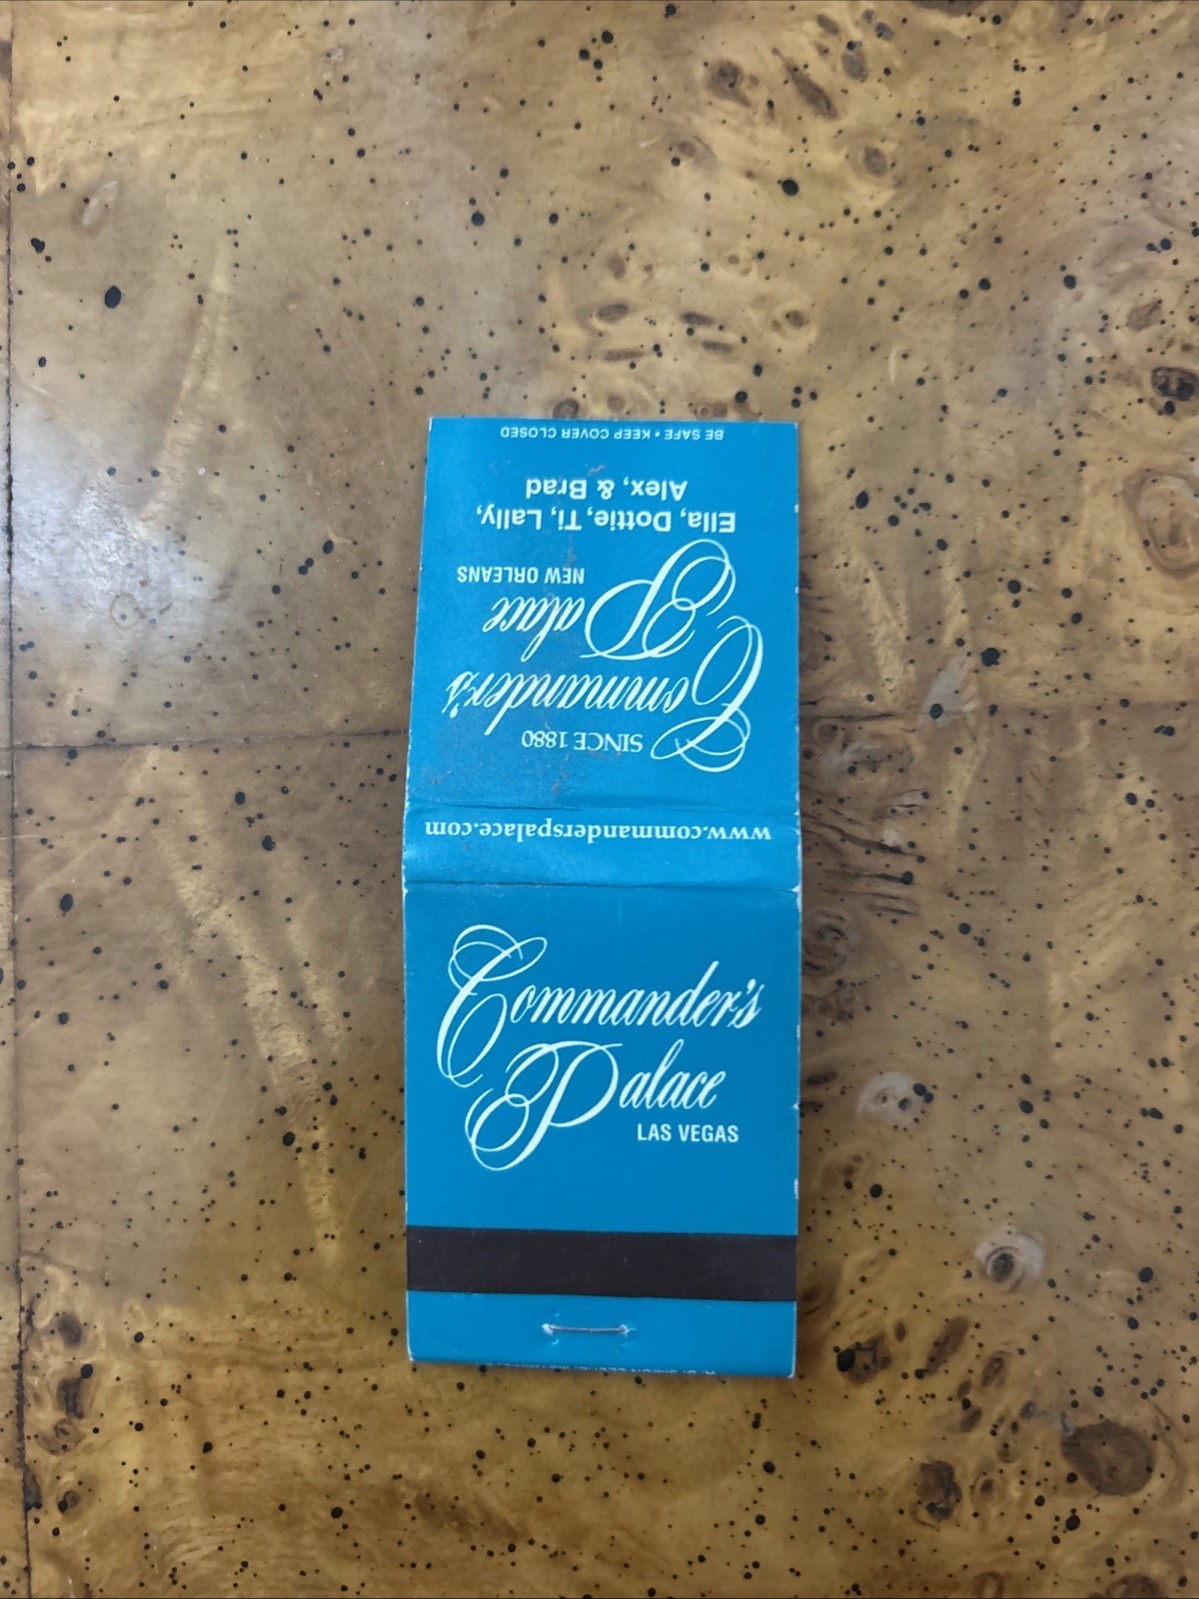 BE SAFE • KEEP COVER CLOSED
Ella, Dottie, Ti, Lally,
Alex, & Brad
SINCE 1880
Commander's
Palace
NEW ORLEANS
www.commanderspalace.com
Commander's
Palace
LAS VEGAS